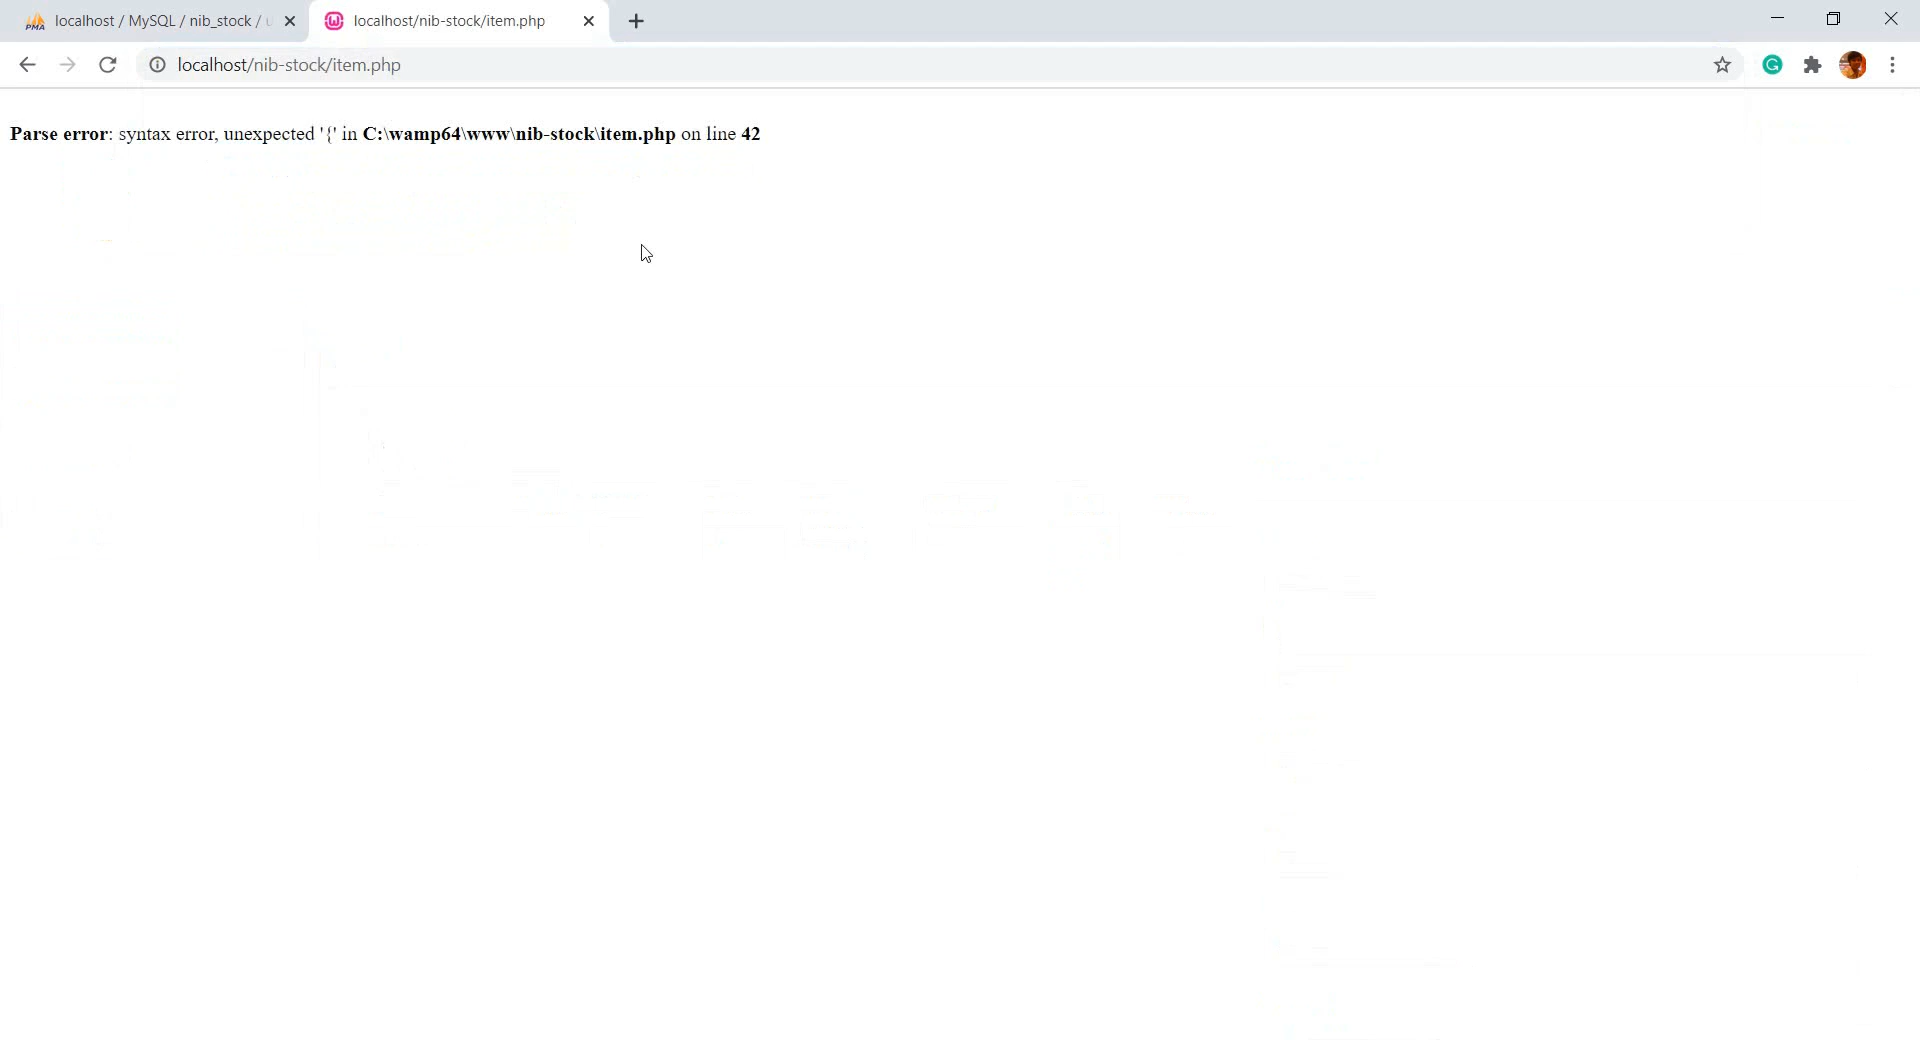 localhost / MySQL / nib_stock / u
localhost/nib-stock/item.php
localhost/nib-stock/item.php
Parse error: syntax error, unexpected '{' in C:\wamp64\www\nib-stock\item.php on line 42